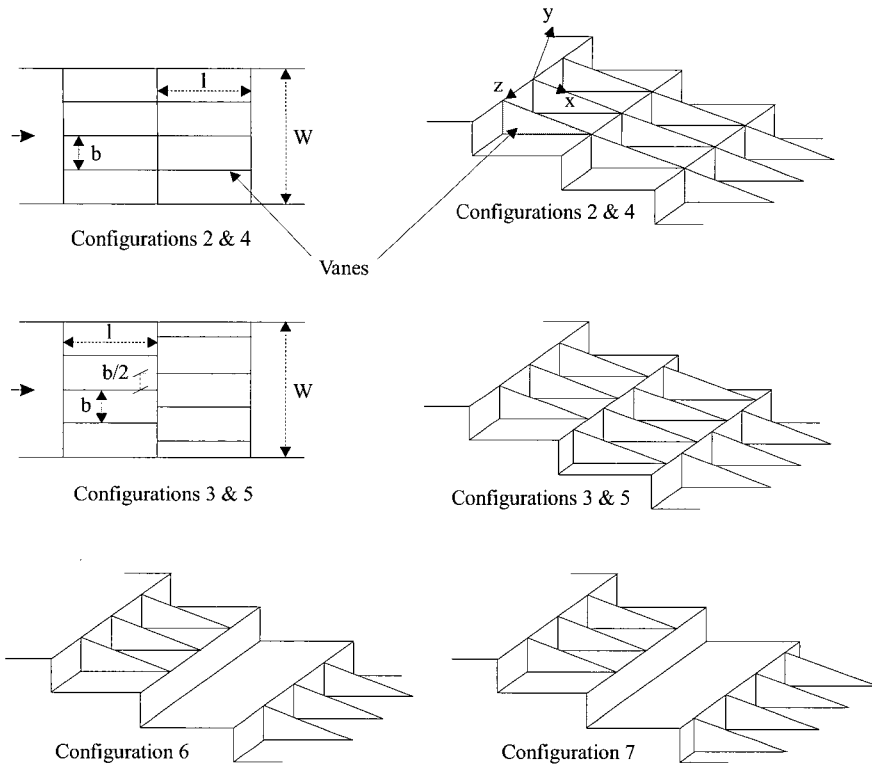 l
W
b
Configurations 2 & 4
y
z
x
Configurations 2 & 4
Vanes
l
b/2
W
b
Configurations 3 & 5
Configurations 3 & 5
Configuration 6
Configuration 7